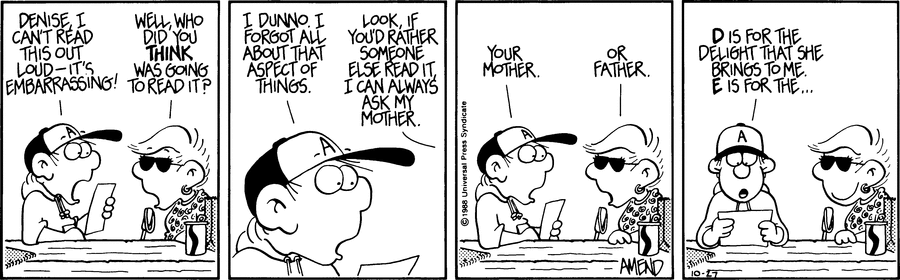 DENISE, I
CAN'T READ
THIS OUT
LOUD — IT'S
EMBARRASSING!
WELL, WHO
DID YOU
THINK
WAS GOING
TO READ IT?
A
I DUNNO. I
FORGOT ALL
ABOUT THAT
ASPECT OF
THINGS.
LOOK, IF
YOU'D RATHER
SOMEONE
ELSE READ IT,
I CAN ALWAYS
ASK MY
MOTHER.
A
YOUR
MOTHER.
OR
FATHER.
A
© 1988 Universal Press Syndicate
AMEND
D IS FOR THE
DELIGHT THAT SHE
BRINGS TO ME.
E IS FOR THE...
A
10-27